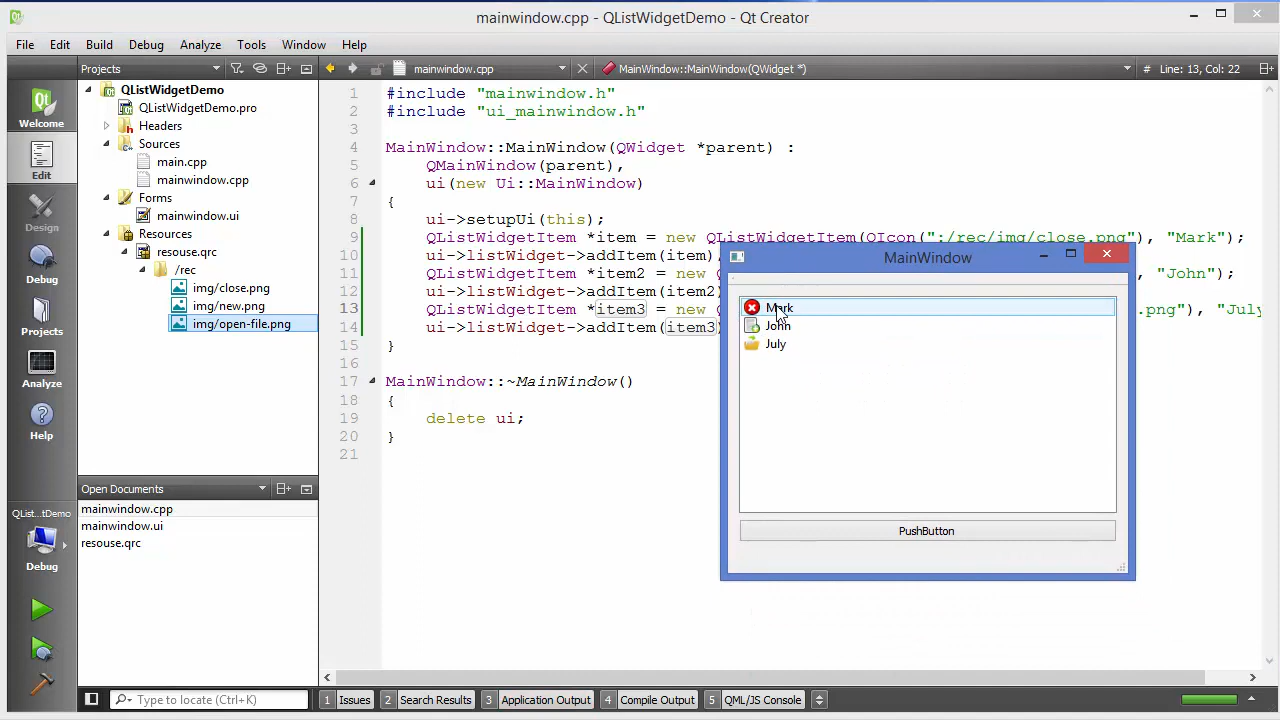 mainwindow.cpp - QListWidgetDemo - Qt Creator
File Edit Build Debug Analyze Tools Window Help
Projects
mainwindow.cpp
MainWindow::MainWindow(QWidget *)
# Line: 13, Col: 22
Welcome
Edit
Design
Debug
Projects
Analyze
Help
QList...tDemo
Debug
QListWidgetDemo
QListWidgetDemo.pro
Headers
Sources
main.cpp
mainwindow.cpp
Forms
mainwindow.ui
Resources
resouse.qrc
/rec
img/close.png
img/new.png
img/open-file.png
Open Documents
mainwindow.cpp
mainwindow.ui
resouse.qrc
1 #include "mainwindow.h"
2 #include "ui_mainwindow.h"
3
4 MainWindow::MainWindow(QWidget *parent) :
5 QMainWindow(parent),
6 ui(new Ui::MainWindow)
7 {
8 ui->setupUi(this);
9 QListWidgetItem *item = new QListWidgetItem(QIcon(":/rec/img/close.png"), "Mark");
10 ui->listWidget->addItem(item)
11 QListWidgetItem *item2 = new , "John");
12 ui->listWidget->addItem(item2)
13 QListWidgetItem *item3 = new .png"), "July
14 ui->listWidget->addItem(item3)
15 }
16
17 MainWindow::~MainWindow()
18 {
19 delete ui;
20 }
21
MainWindow
Mark
John
July
PushButton
Type to locate (Ctrl+K)
1 Issues 2 Search Results 3 Application Output 4 Compile Output 5 QML/JS Console